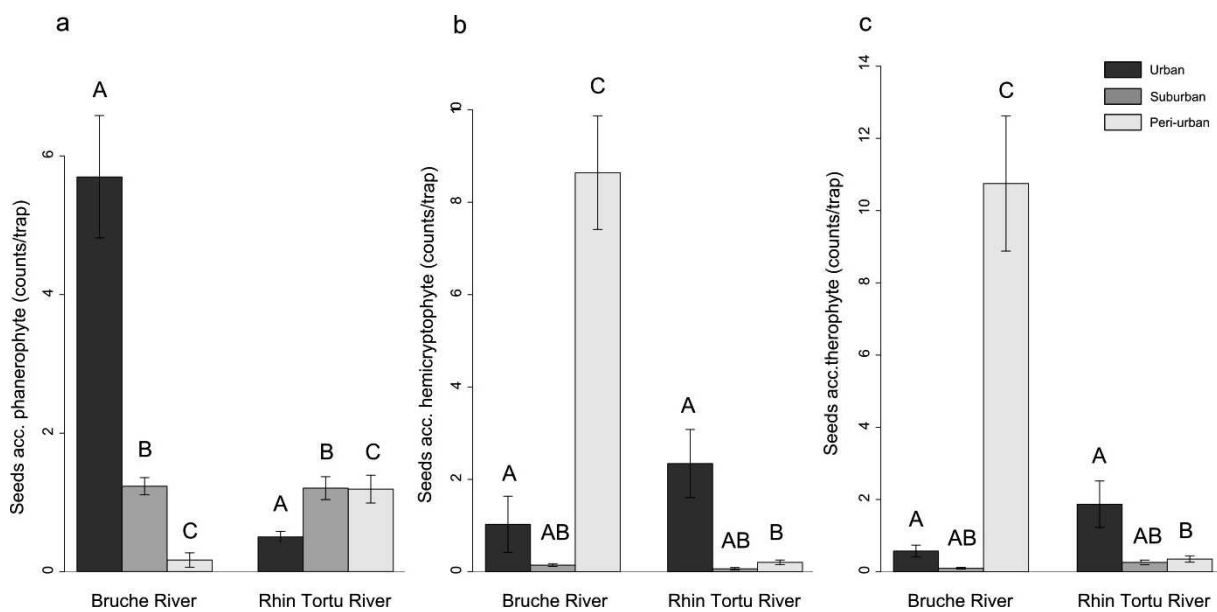 a
Seeds acc. phanerophyte (counts/trap)
6
4
2
0
A
B
C
A
B
C
Bruche River
Rhin Tortu River
b
Seeds acc. hemicryptophyte (counts/trap)
10
8
6
4
2
0
A
AB
C
A
AB
B
Bruche River
Rhin Tortu River
c
Seeds acc.therophyte (counts/trap)
14
12
10
8
6
4
2
0
A
AB
C
A
AB
B
Bruche River
Rhin Tortu River
Urban
Suburban
Peri-urban